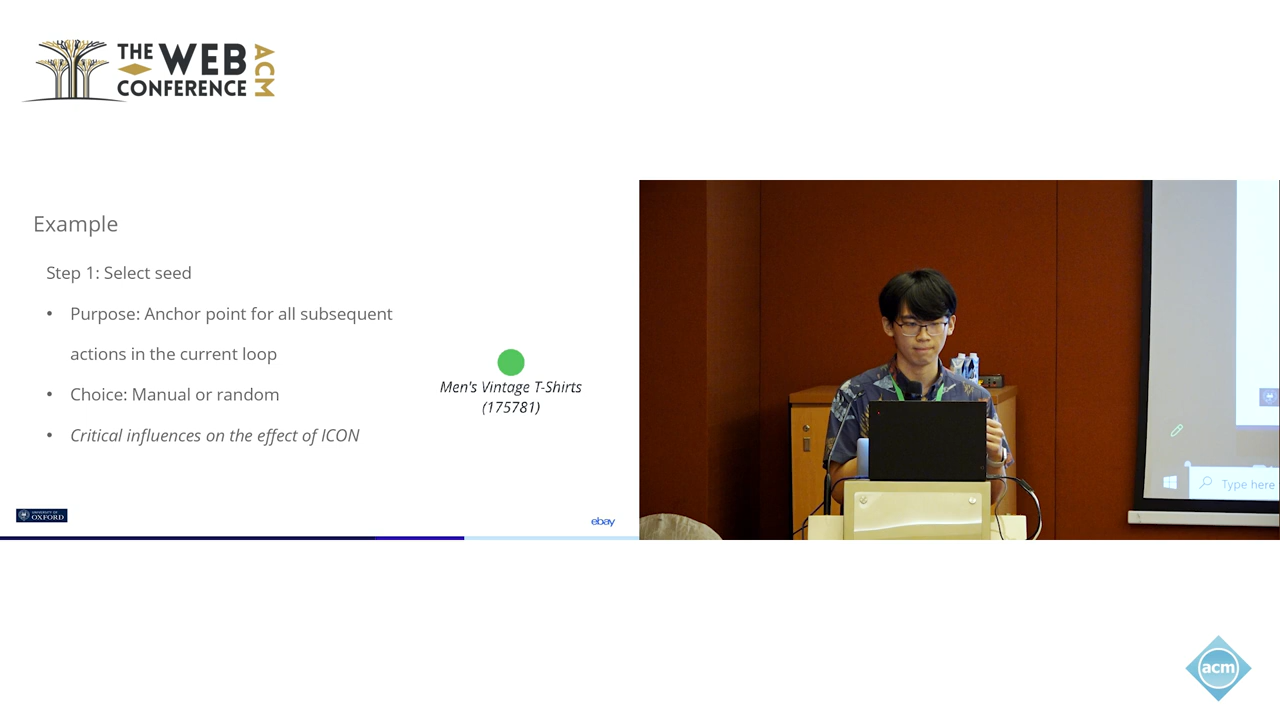 THE WEB
CONFERENCE
ACM
Example
Step 1: Select seed
• Purpose: Anchor point for all subsequent
actions in the current loop
• Choice: Manual or random
• Critical influences on the effect of ICON
Men's Vintage T-Shirts
(175781)
UNIVERSITY OF
OXFORD
ebay
Type here
acm